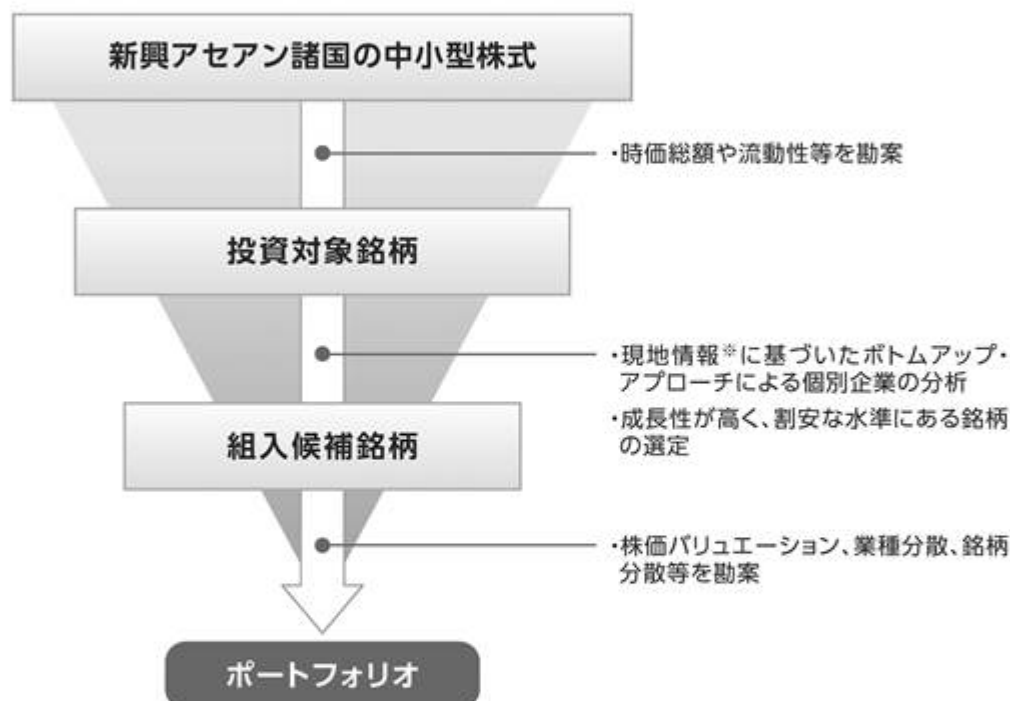 新興アセアン諸国の中小型株式
・時価総額や流動性等を勘案
投資対象銘柄
・現地情報※に基づいたボトムアップ・
アプローチによる個別企業の分析
・成長性が高く、割安な水準にある銘柄
の選定
組入候補銘柄
・株価バリュエーション、業種分散、銘柄
分散等を勘案
ポートフォリオ